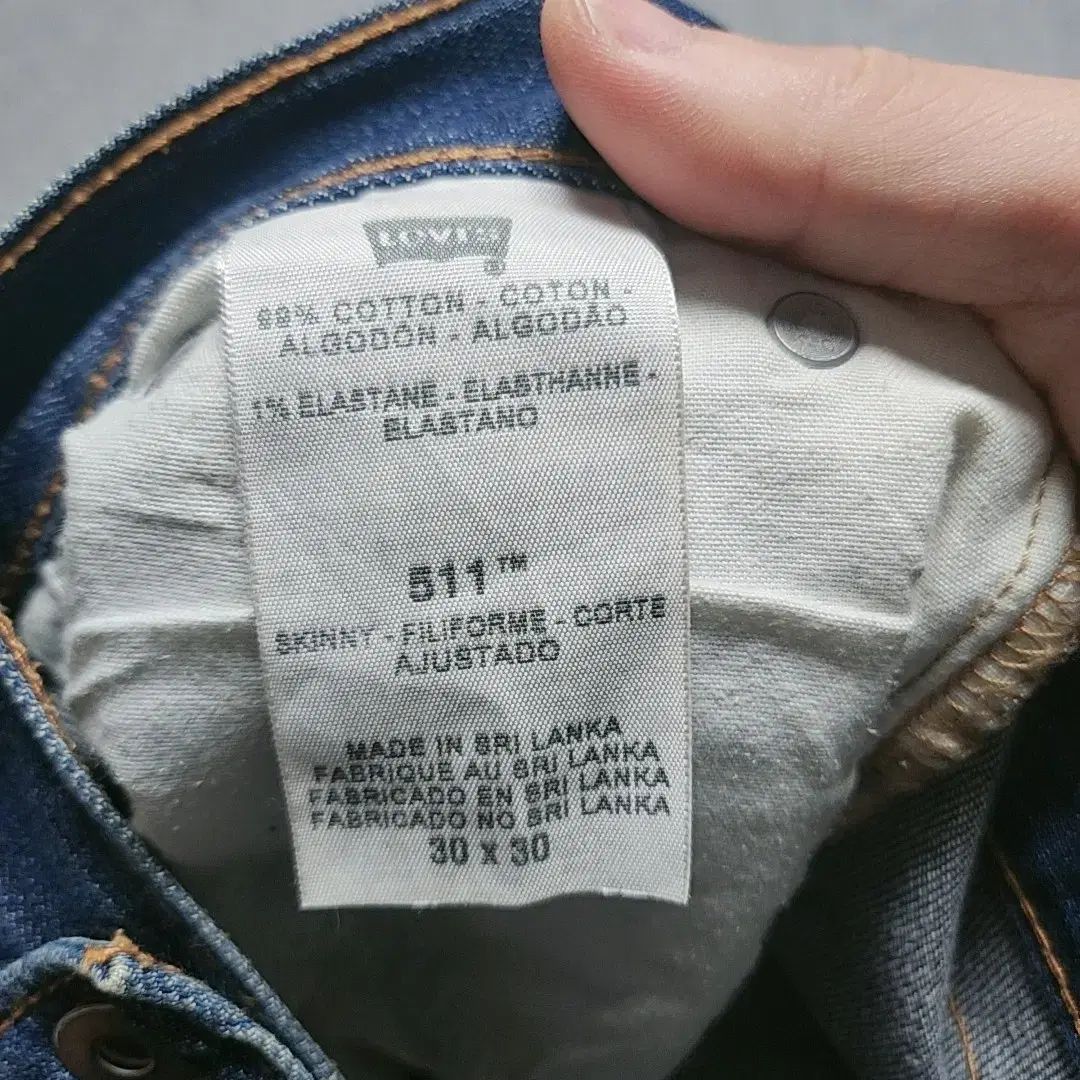 LEVI'S
99% COTTON - COTON -
ALGODÓN - ALGODÃO
1% ELASTANE - ELASTHANNE -
ELASTANO
511™
SKINNY - FILIFORME - CORTE
AJUSTADO
MADE IN SRI LANKA
FABRIQUE AU SRI LANKA
FABRICADO EN SRI LANKA
FABRICADO NO SRI LANKA
30 x 30